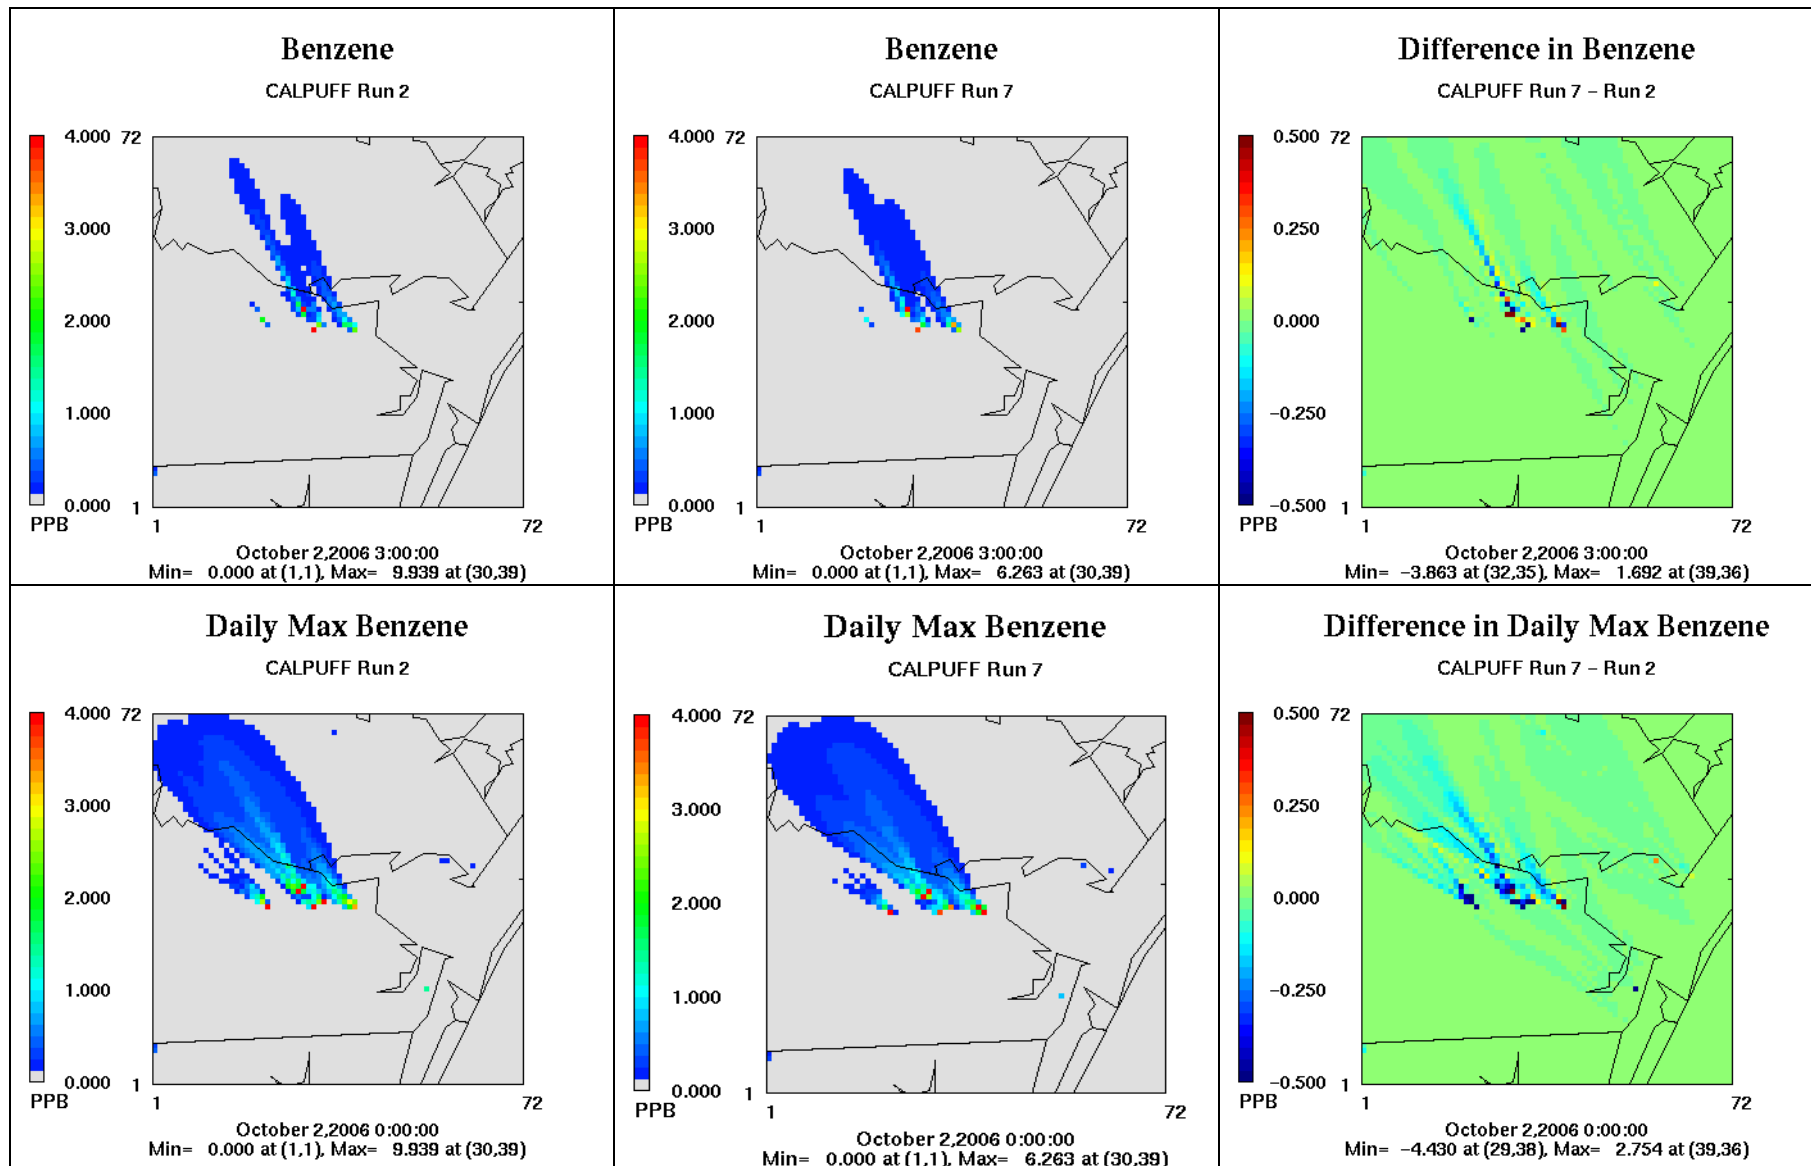 Benzene
CALPUFF Run 2
4.000
3.000
2.000
1.000
0.000
PPB
72
1
1
72
October 2,2006 3:00:00
Min= 0.000 at (1,1), Max= 9.939 at (30,39)
Benzene
CALPUFF Run 7
4.000
3.000
2.000
1.000
0.000
PPB
72
1
1
72
October 2,2006 3:00:00
Min= 0.000 at (1,1), Max= 6.263 at (30,39)
Difference in Benzene
CALPUFF Run 7 – Run 2
0.500
0.250
0.000
−0.250
−0.500
PPB
72
1
1
72
October 2,2006 3:00:00
Min= −3.863 at (32,35), Max= 1.692 at (39,36)
Daily Max Benzene
CALPUFF Run 2
4.000
3.000
2.000
1.000
0.000
PPB
72
1
1
72
October 2,2006 0:00:00
Min= 0.000 at (1,1), Max= 9.939 at (30,39)
Daily Max Benzene
CALPUFF Run 7
4.000
3.000
2.000
1.000
0.000
PPB
72
1
1
72
October 2,2006 0:00:00
Min= 0.000 at (1,1), Max= 6.263 at (30,39)
Difference in Daily Max Benzene
CALPUFF Run 7 – Run 2
0.500
0.250
0.000
−0.250
−0.500
PPB
72
1
1
72
October 2,2006 0:00:00
Min= −4.430 at (29,38), Max= 2.754 at (39,36)